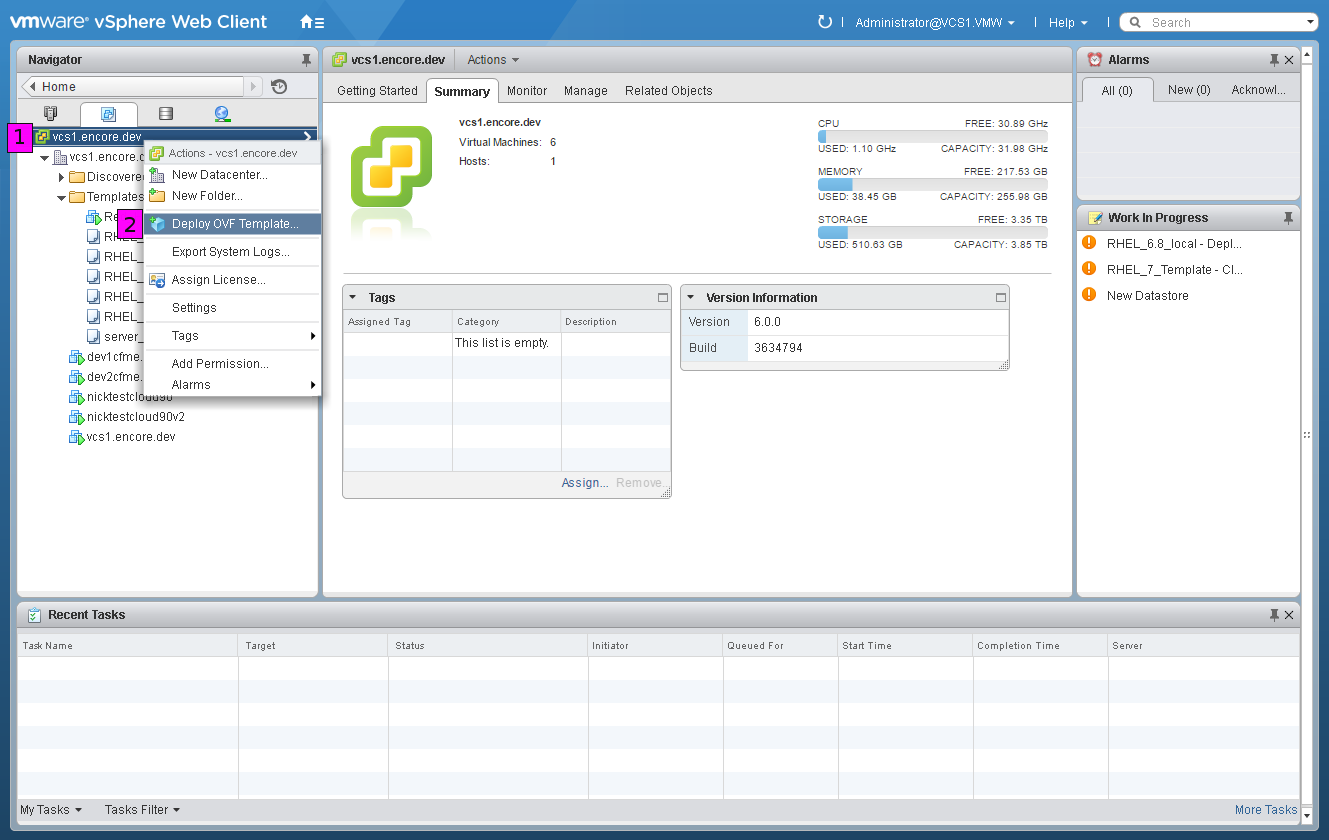 vmware® vSphere Web Client
Administrator@VCS1.VMW
Help
Search
Navigator
Home
1
vcs1.encore.dev
vcs1.encore.
Discovered
Templates
Re
RHEL_
RHEL_
RHEL_
RHEL_
RHEL_
server_
dev1cfme.
dev2cfme.
nicktestcloud90
nicktestcloud90v2
vcs1.encore.dev
Actions - vcs1.encore.dev
New Datacenter...
New Folder...
2
Deploy OVF Template...
Export System Logs...
Assign License...
Settings
Tags
Add Permission...
Alarms
vcs1.encore.dev
Actions
Getting Started
Summary
Monitor
Manage
Related Objects
vcs1.encore.dev
Virtual Machines: 6
Hosts: 1
CPU FREE: 30.89 GHz
USED: 1.10 GHz CAPACITY: 31.98 GHz
MEMORY FREE: 217.53 GB
USED: 38.45 GB CAPACITY: 255.98 GB
STORAGE FREE: 3.35 TB
USED: 510.63 GB CAPACITY: 3.85 TB
Tags
Assigned Tag Category Description
This list is empty.
Assign... Remove...
Version Information
Version 6.0.0
Build 3634794
Alarms
All (0) New (0) Acknowl...
Work In Progress
RHEL_6.8_local - Depl...
RHEL_7_Template - Cl...
New Datastore
Recent Tasks
Task Name Target Status Initiator Queued For Start Time Completion Time Server
My Tasks Tasks Filter More Tasks